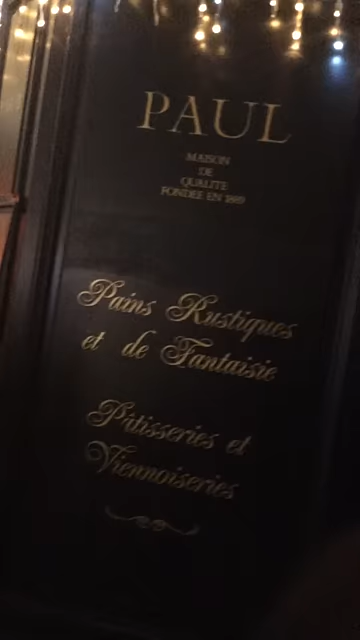 PAUL
MAISON
DE
QUALITE
FONDEE EN 1889
Pains Rustiques
et de Fantaisie
Pâtisseries et
Viennoiseries